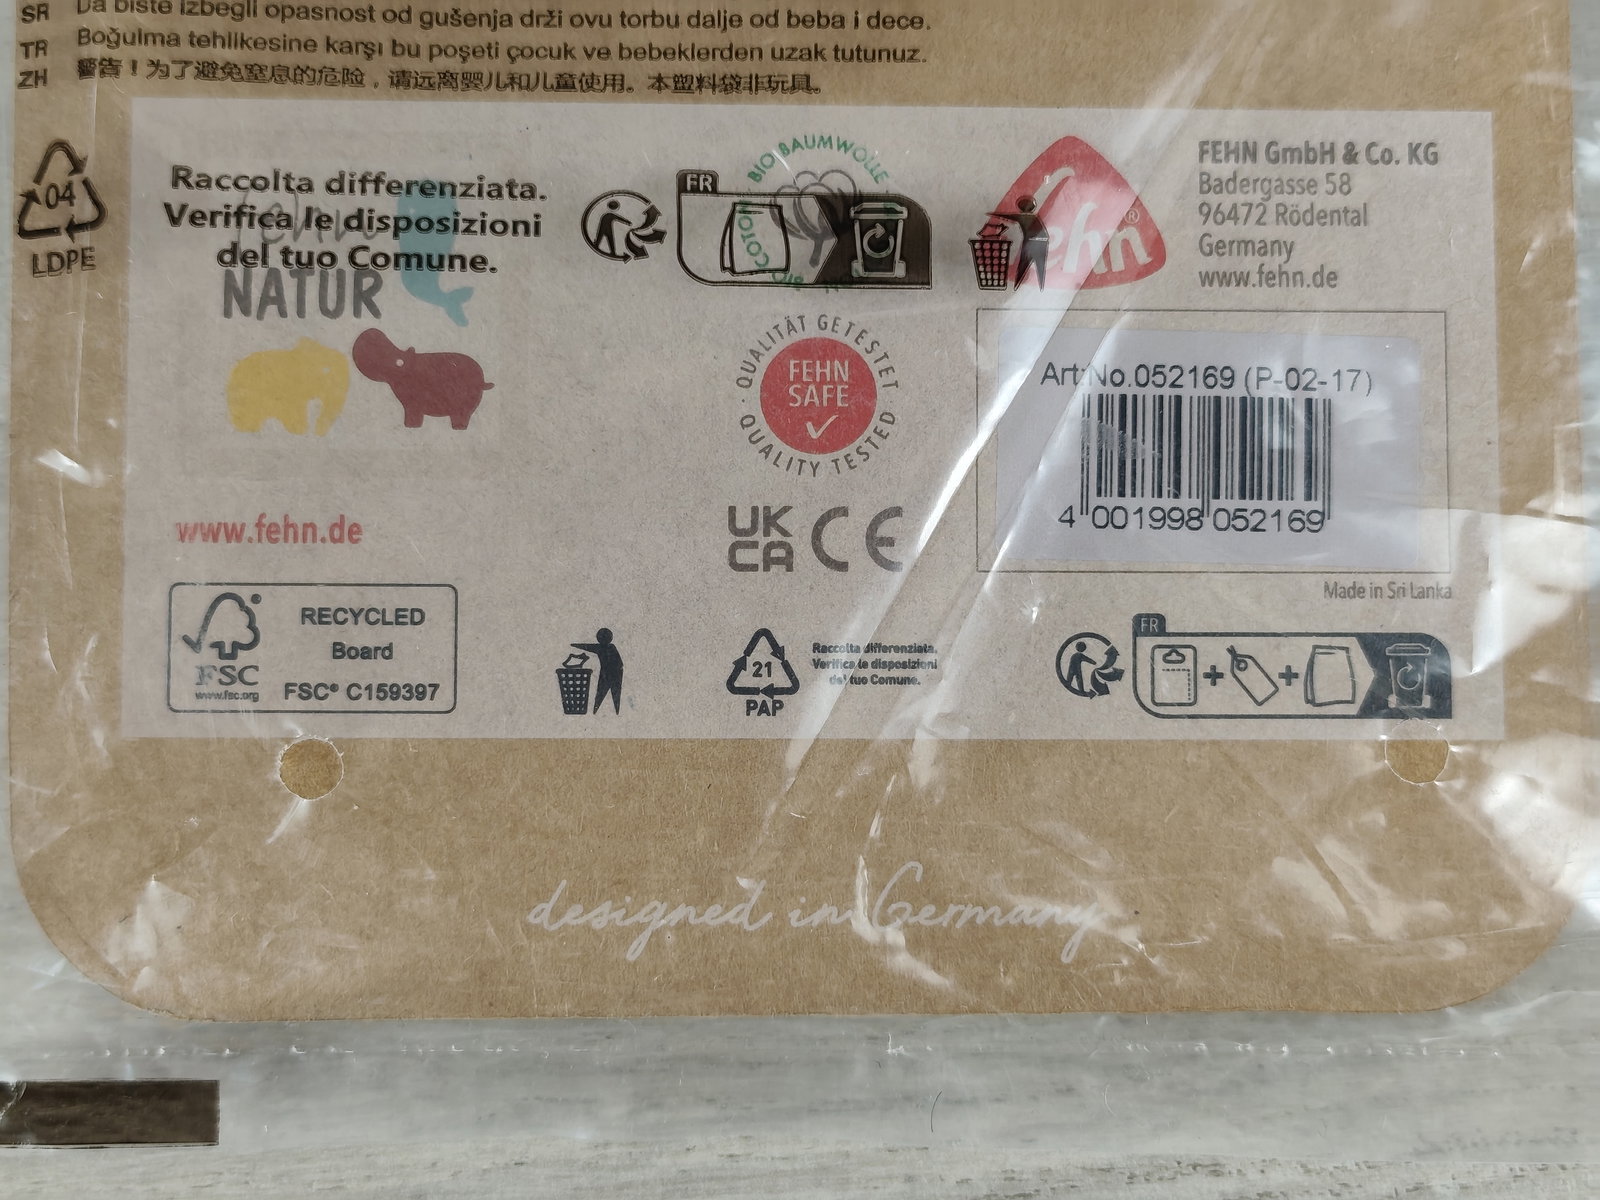 SR Da biste izbegli opasnost od gušenja drži ovu torbu dalje od beba i dece.
TR Boğulma tehlikesine karşı bu poşeti çocuk ve bebeklerden uzak tutunuz.
ZH 警告！为了避免窒息的危险，请远离婴儿和儿童使用。本塑料袋非玩具。
04
LDPE
Raccolta differenziata.
Verifica le disposizioni
del tuo Comune.
fehn
NATUR
FR
BIO BAUMWOLLE
BIO COTON
fehn®
FEHN GmbH & Co. KG
Badergasse 58
96472 Rödental
Germany
www.fehn.de
QUALITÄT GETESTET
FEHN
SAFE
QUALITY TESTED
Art.No.052169 (P-02-17)
4 001998 052169
www.fehn.de
UK
CA CE
Made in Sri Lanka
FSC
www.fsc.org
RECYCLED
Board
FSC® C159397
21
PAP
Raccolta differenziata.
Verifica le disposizioni
del tuo Comune.
FR
designed in Germany